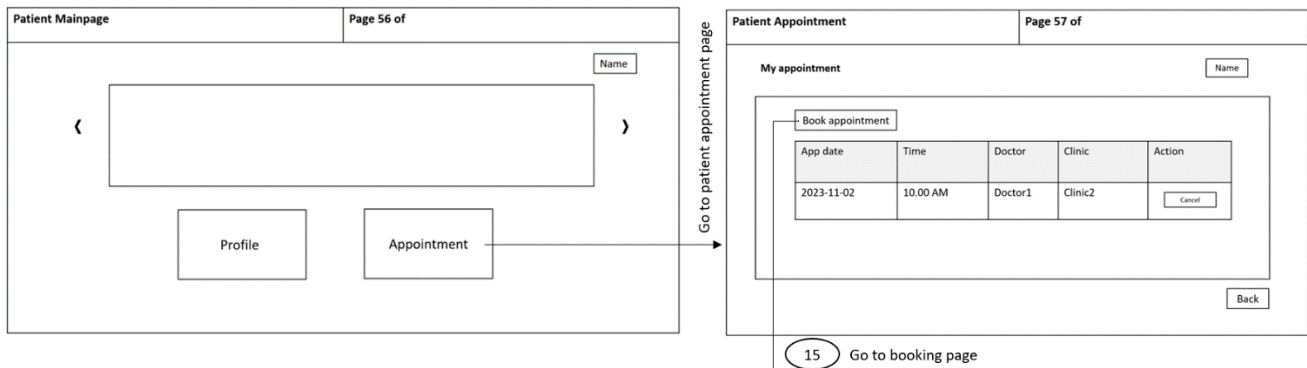 Patient Mainpage
Page 56 of
Name
❰
❱
Profile
Appointment
Go to patient appointment page
Patient Appointment
Page 57 of
My appointment
Name
Book appointment
App date Time Doctor Clinic Action
2023-11-02 10.00 AM Doctor1 Clinic2 Cancel
Back
15 Go to booking page